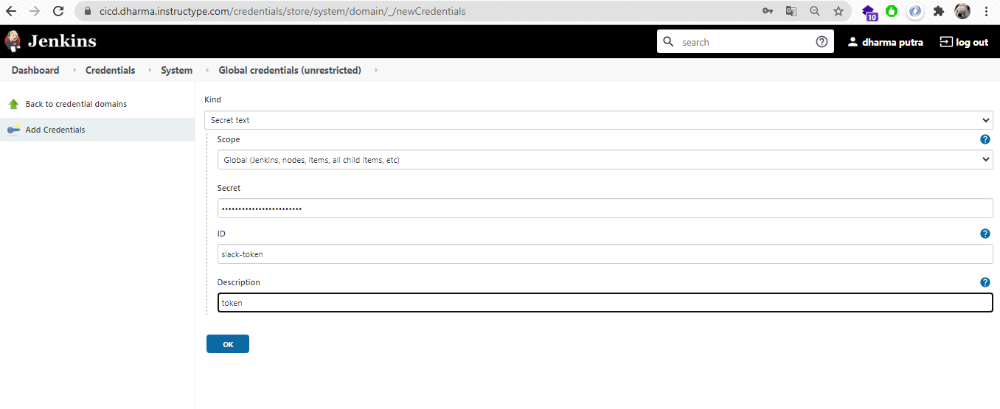 cicd.dharma.instructype.com/credentials/store/system/domain/_/newCredentials
10
Jenkins
search
dharma putra
log out
Dashboard
Credentials
System
Global credentials (unrestricted)
Back to credential domains
Add Credentials
Kind
Secret text
Scope
Global (Jenkins, nodes, items, all child items, etc)
Secret
••••••••••••••••••••••••
ID
slack-token
Description
token
OK